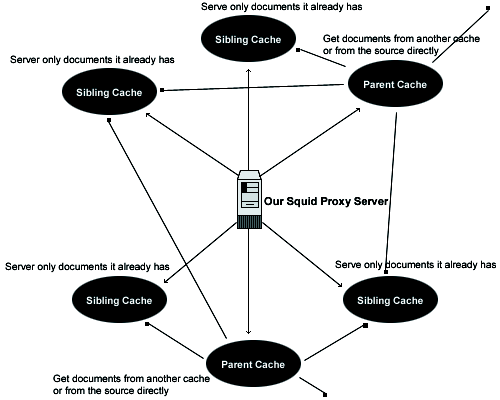 Serve only documents it already has
Sibling Cache
Get documents from another cache
or from the source directly
Server only documents it already has
Sibling Cache
Parent Cache
Our Squid Proxy Server
Server only documents it already has
Sibling Cache
Serve only documents it already has
Sibling Cache
Parent Cache
Get documents from another cache
or from the source directly